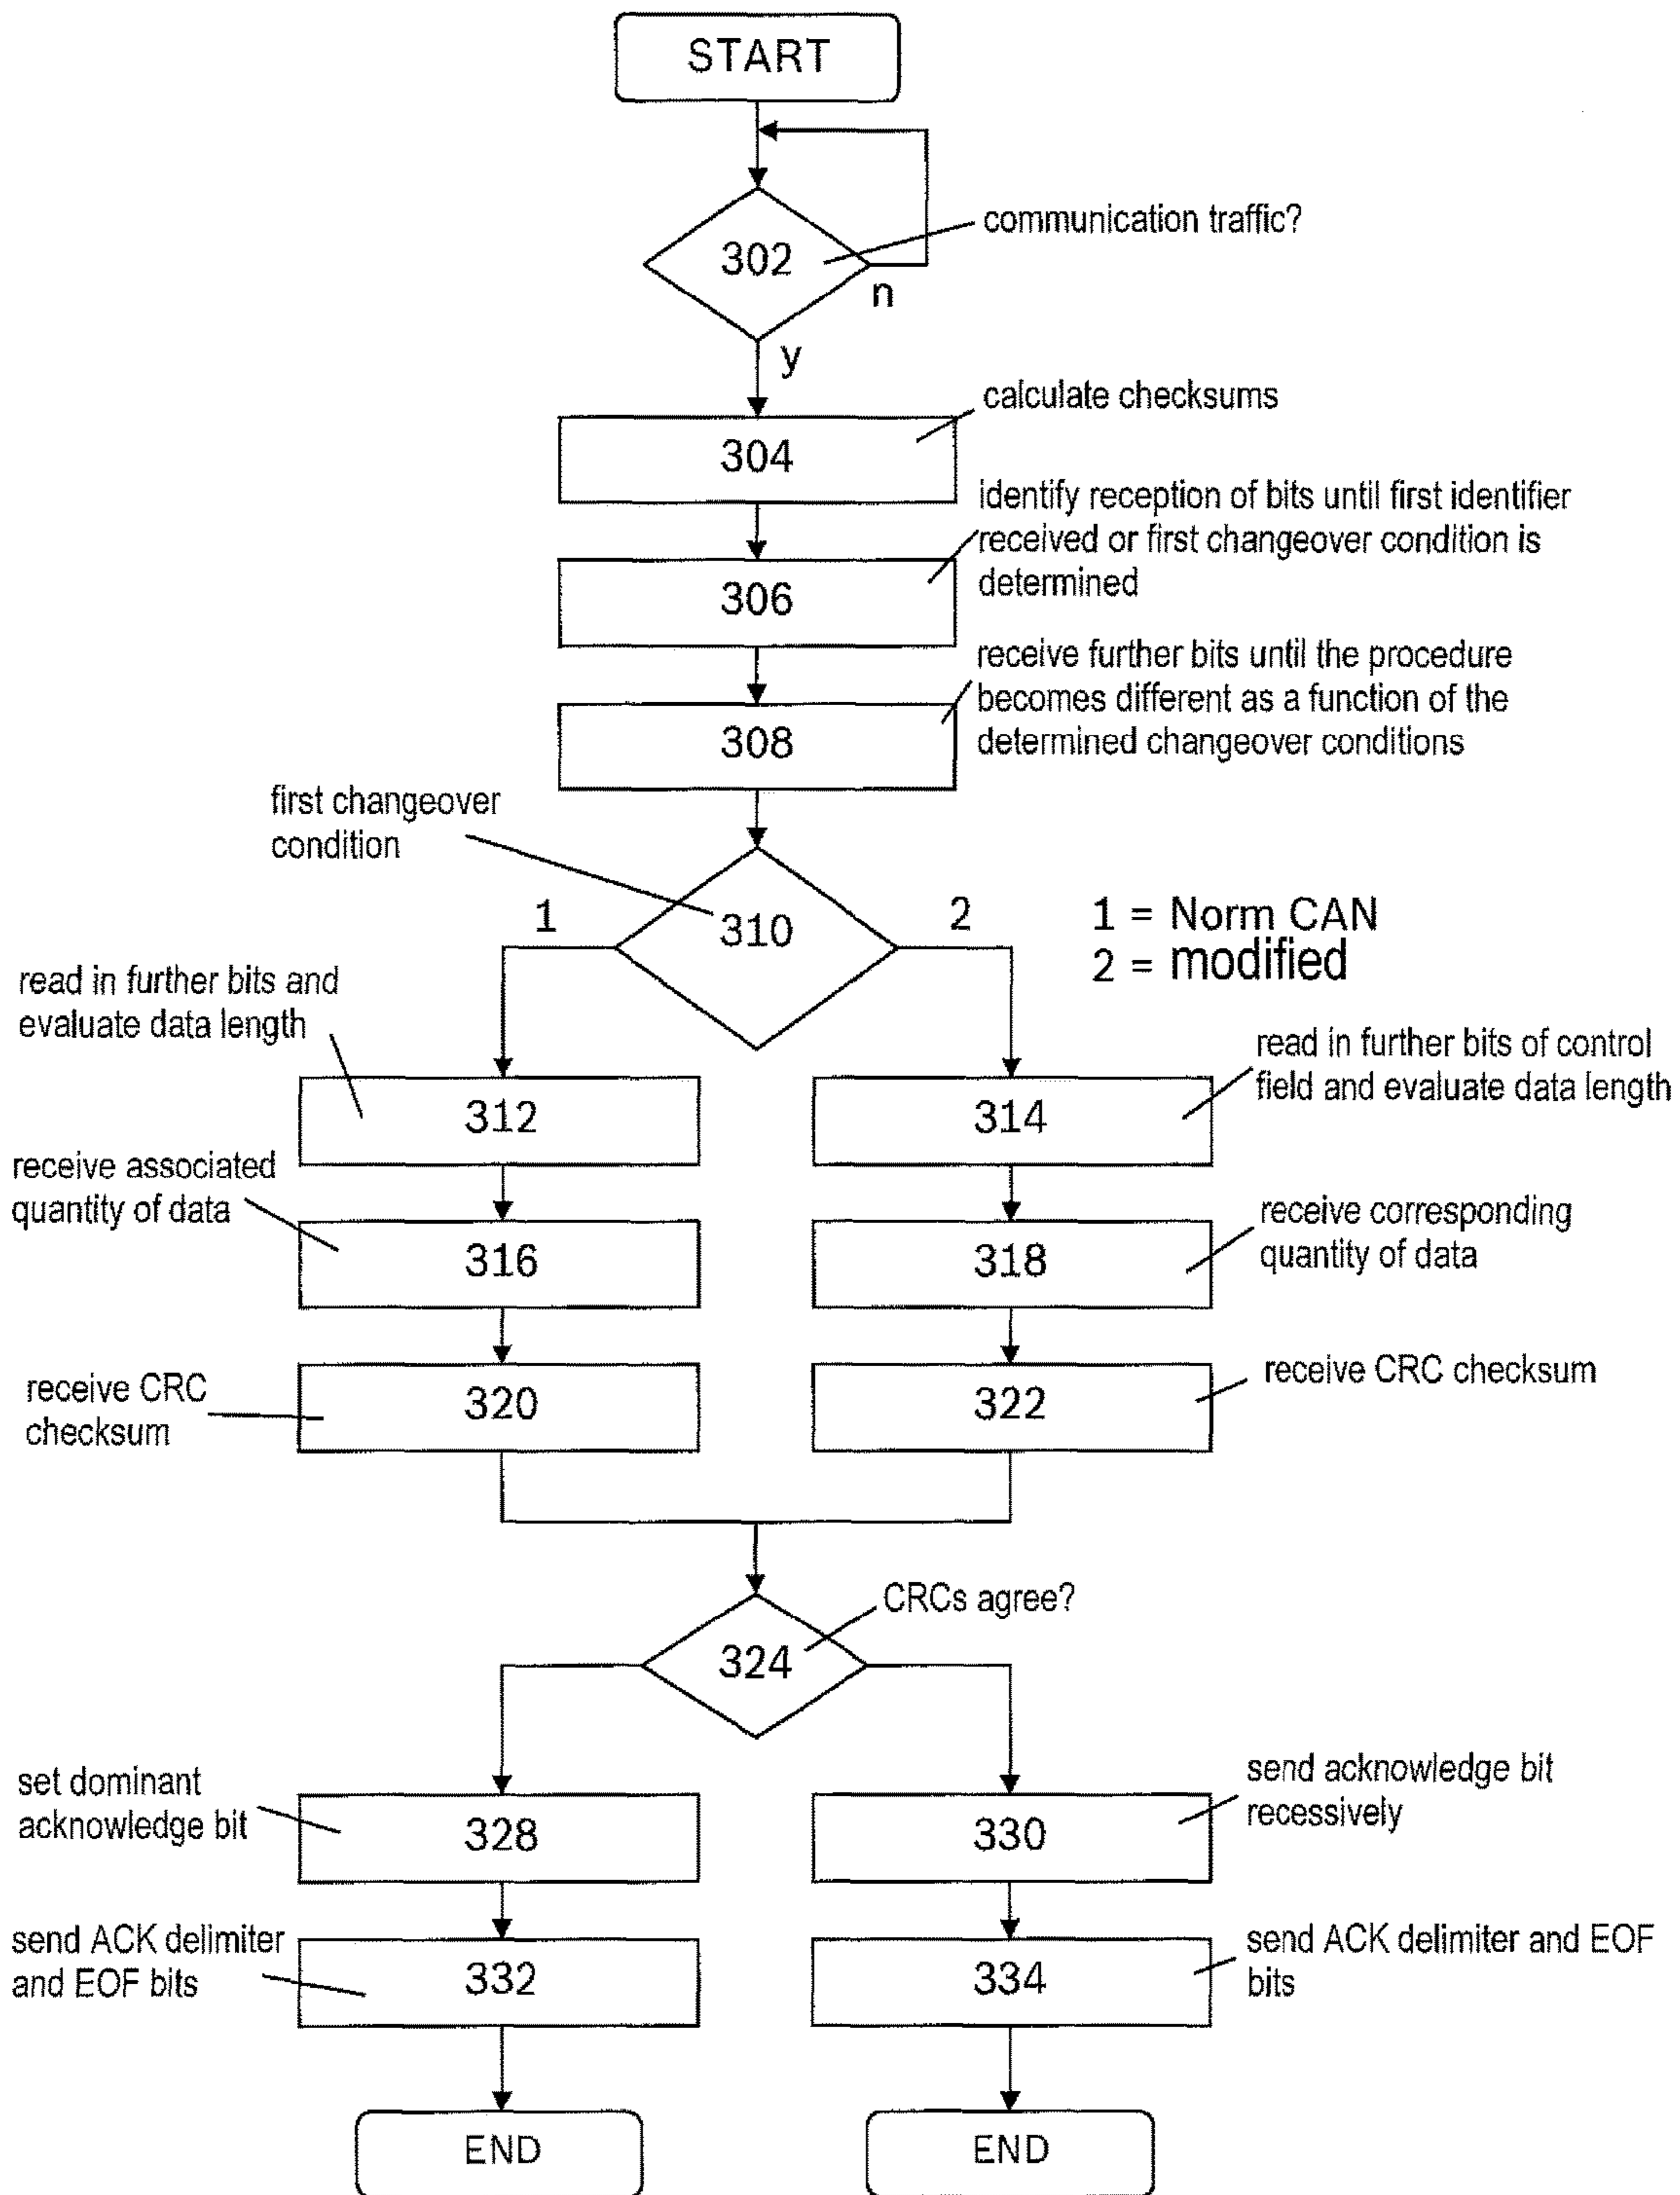 START
communication traffic?
302
n
y
calculate checksums
304
identify reception of bits until first identifier
received or first changeover condition is
determined
306
receive further bits until the procedure
becomes different as a function of the
determined changeover conditions
308
first changeover
condition
310
1
2
1 = Norm CAN
2 = modified
read in further bits and
evaluate data length
312
read in further bits of control
field and evaluate data length
314
receive associated
quantity of data
316
receive corresponding
quantity of data
318
receive CRC
checksum
320
receive CRC checksum
322
CRCs agree?
324
set dominant
acknowledge bit
328
send acknowledge bit
recessively
330
send ACK delimiter
and EOF bits
332
send ACK delimiter and EOF
bits
334
END
END